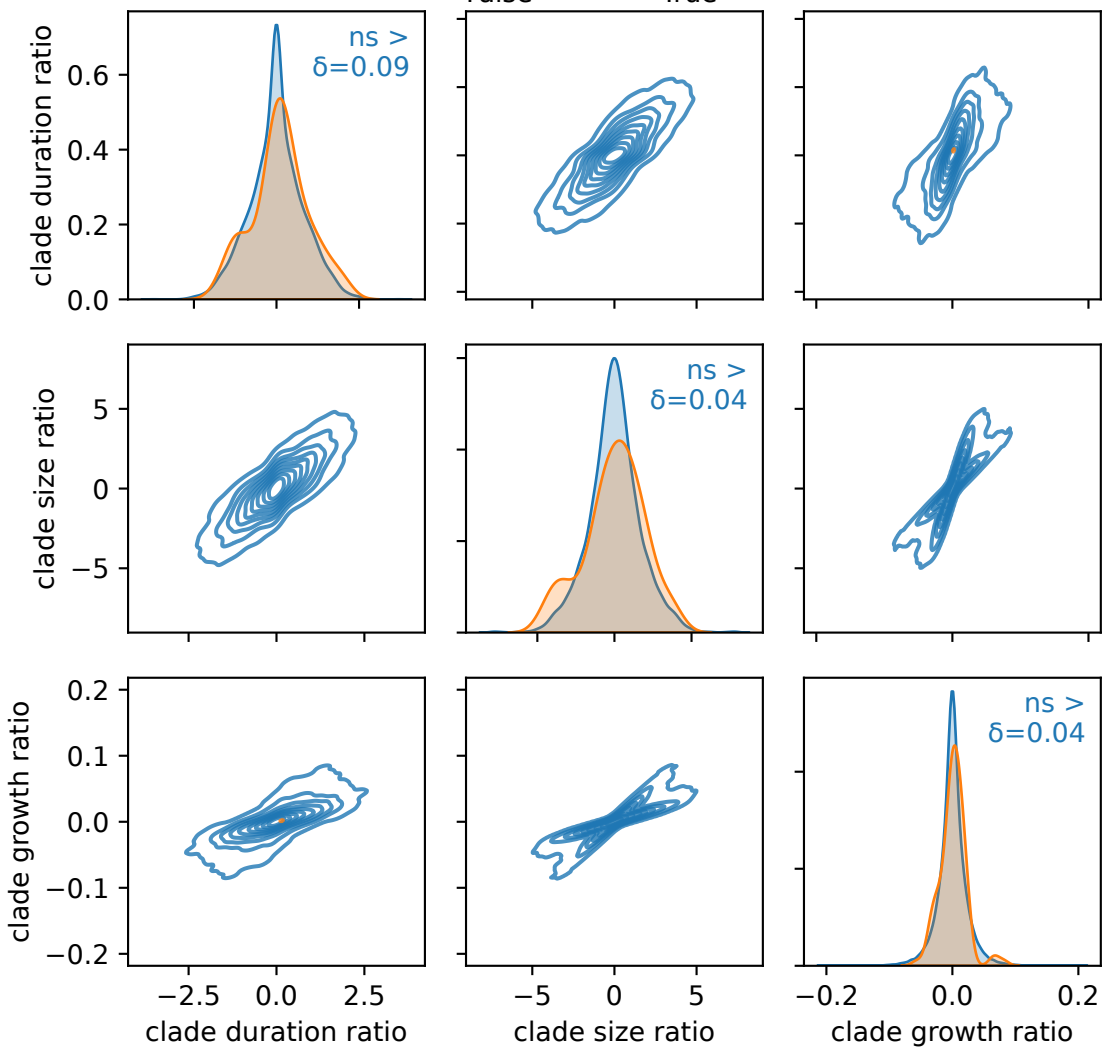 True
clade duration ratio
0.6
0.4
0.2
0.0
ns >
δ=0.09
clade size ratio
5
0
−5
ns >
δ=0.04
clade growth ratio
0.2
0.1
0.0
−0.1
−0.2
ns >
δ=0.04
−2.5 0.0 2.5
−5 0 5
−0.2 0.0 0.2
clade duration ratio
clade size ratio
clade growth ratio